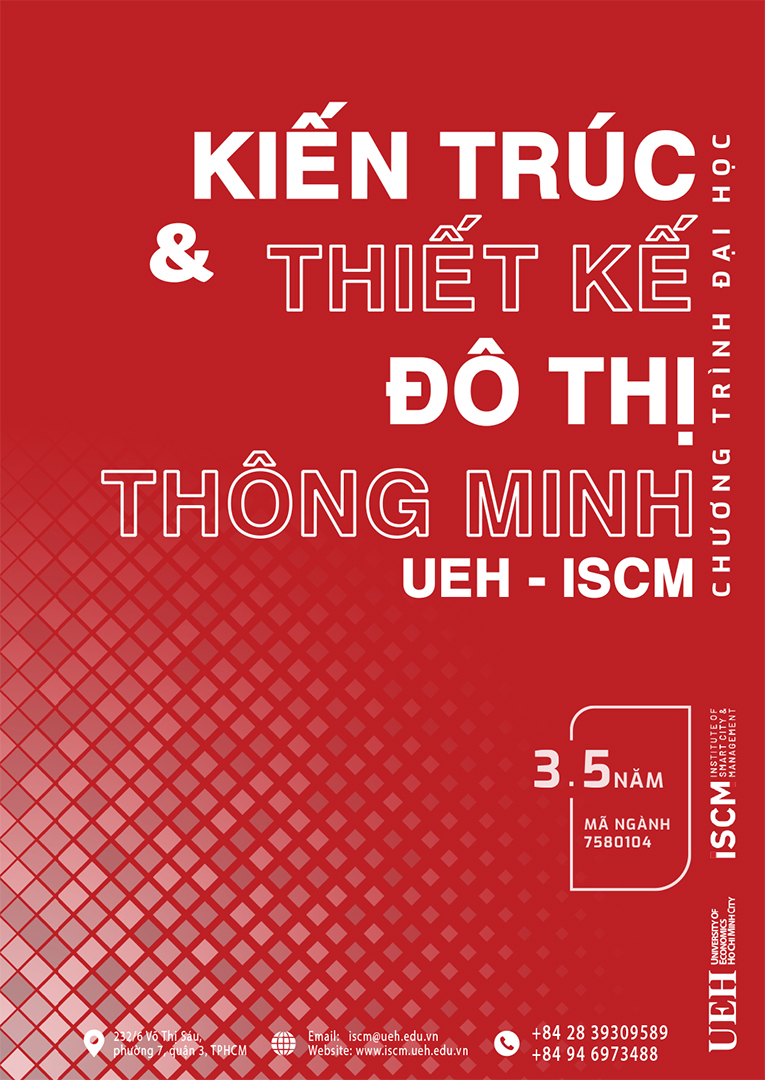 KIẾN TRÚC
& THIẾT KẾ
ĐÔ THỊ
THÔNG MINH
UEH - ISCM
CHƯƠNG TRÌNH ĐẠI HỌC
3.5 NĂM
MÃ NGÀNH
7580104
ISCM
INSTITUTE OF
SMART CITY &
MANAGEMENT
UEH
UNIVERSITY OF
ECONOMICS
HO CHI MINH CITY
232/6 Võ Thị Sáu,
phường 7, quận 3, TPHCM
Email: iscm@ueh.edu.vn
Website: www.iscm.ueh.edu.vn
+84 28 39309589
+84 94 6973488